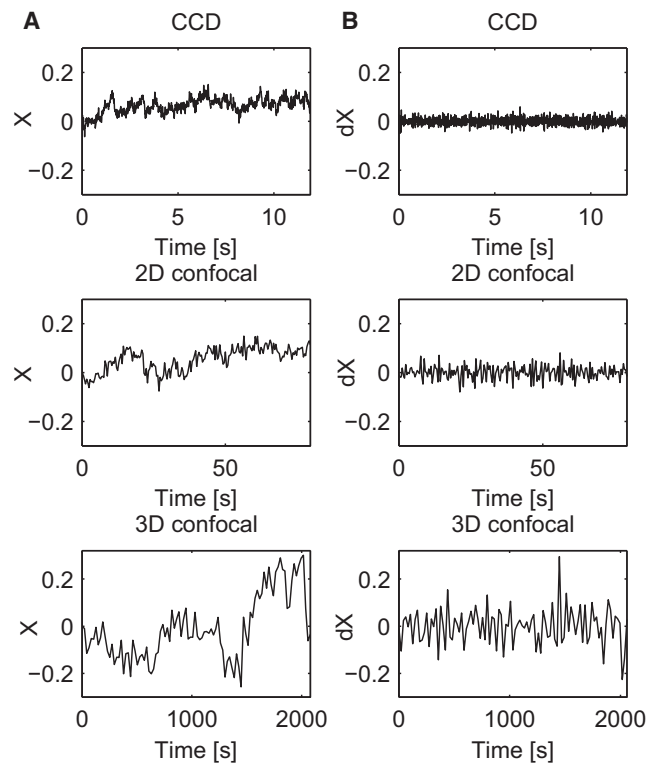 A
CCD
0.2
0
−0.2
X
0
5
10
Time [s]
B
CCD
0.2
0
−0.2
dX
0
5
10
Time [s]
2D confocal
0.2
0
−0.2
X
0
50
Time [s]
2D confocal
0.2
0
−0.2
dX
0
50
Time [s]
3D confocal
0.2
0
−0.2
X
0
1000
2000
Time [s]
3D confocal
0.2
0
−0.2
dX
0
1000
2000
Time [s]